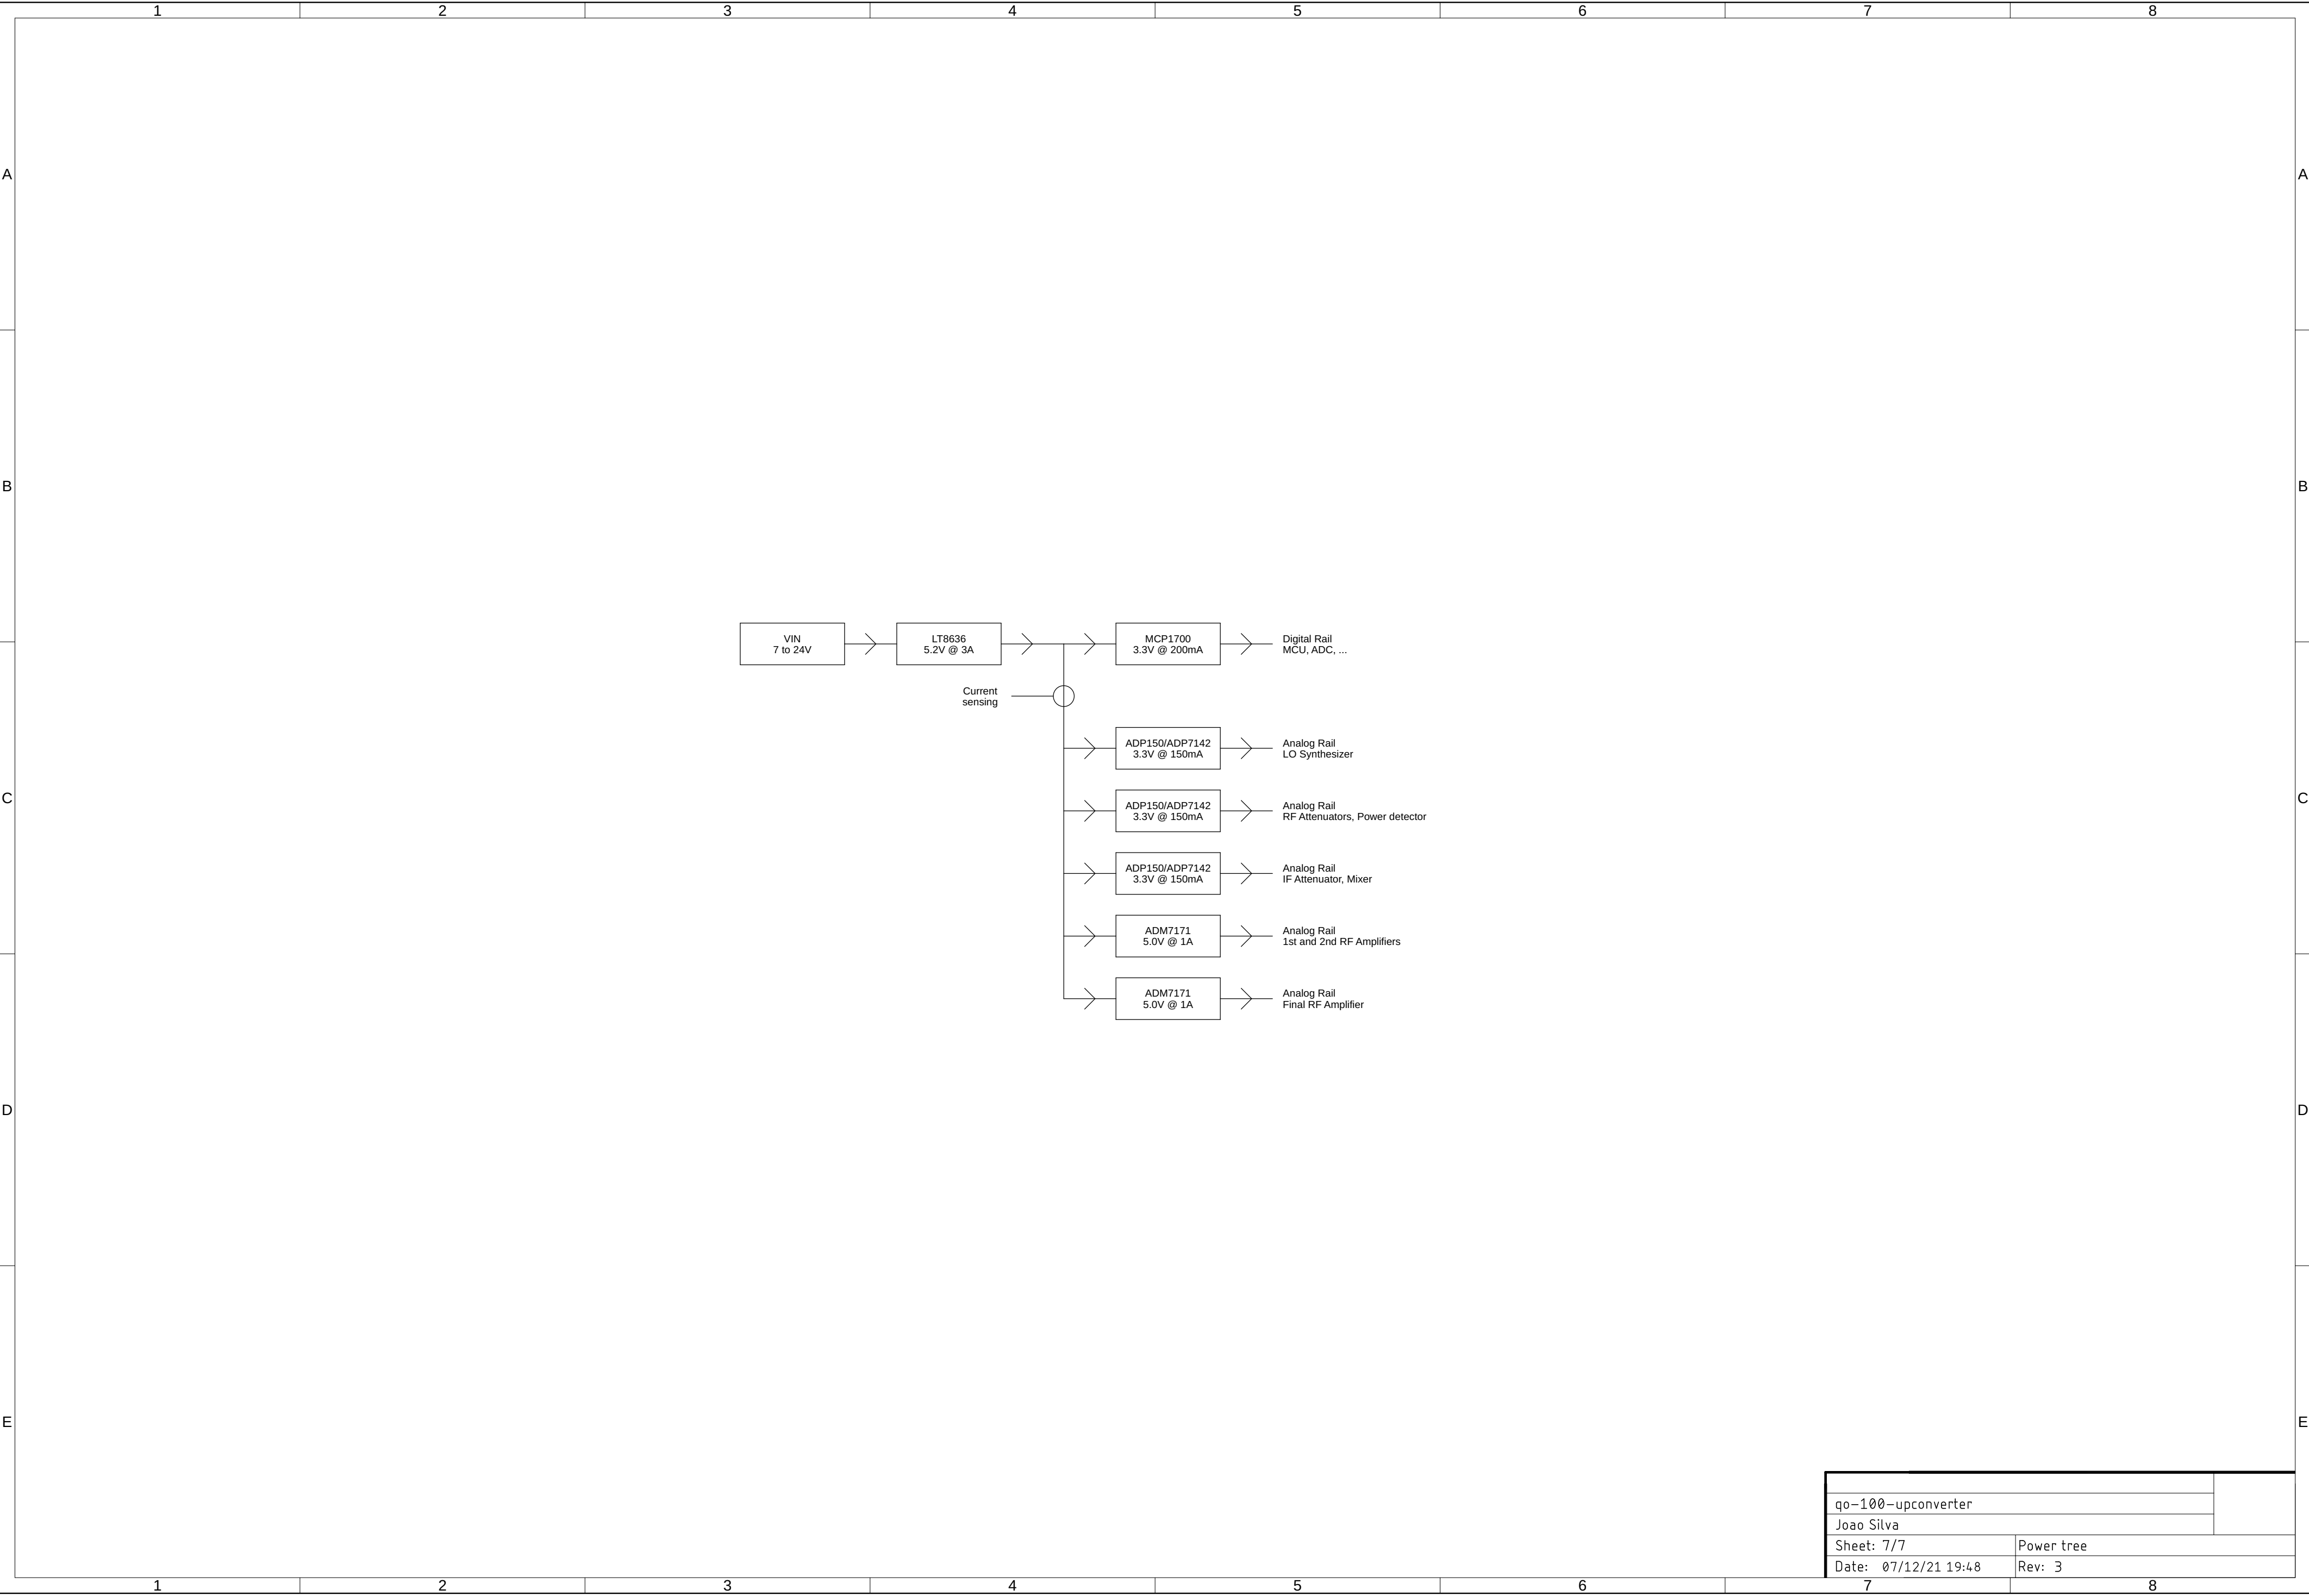 1 2 3 4 5 6 7 8
A A
B B
VIN
7 to 24V
LT8636
5.2V @ 3A
MCP1700
3.3V @ 200mA
Digital Rail
MCU, ADC, ...
Current
sensing
ADP150/ADP7142
3.3V @ 150mA
Analog Rail
LO Synthesizer
C C
ADP150/ADP7142
3.3V @ 150mA
Analog Rail
RF Attenuators, Power detector
ADP150/ADP7142
3.3V @ 150mA
Analog Rail
IF Attenuator, Mixer
ADM7171
5.0V @ 1A
Analog Rail
1st and 2nd RF Amplifiers
ADM7171
5.0V @ 1A
Analog Rail
Final RF Amplifier
D D
E E
qo-100-upconverter
Joao Silva
Sheet: 7/7 Power tree
Date: 07/12/21 19:48 Rev: 3
1 2 3 4 5 6 7 8